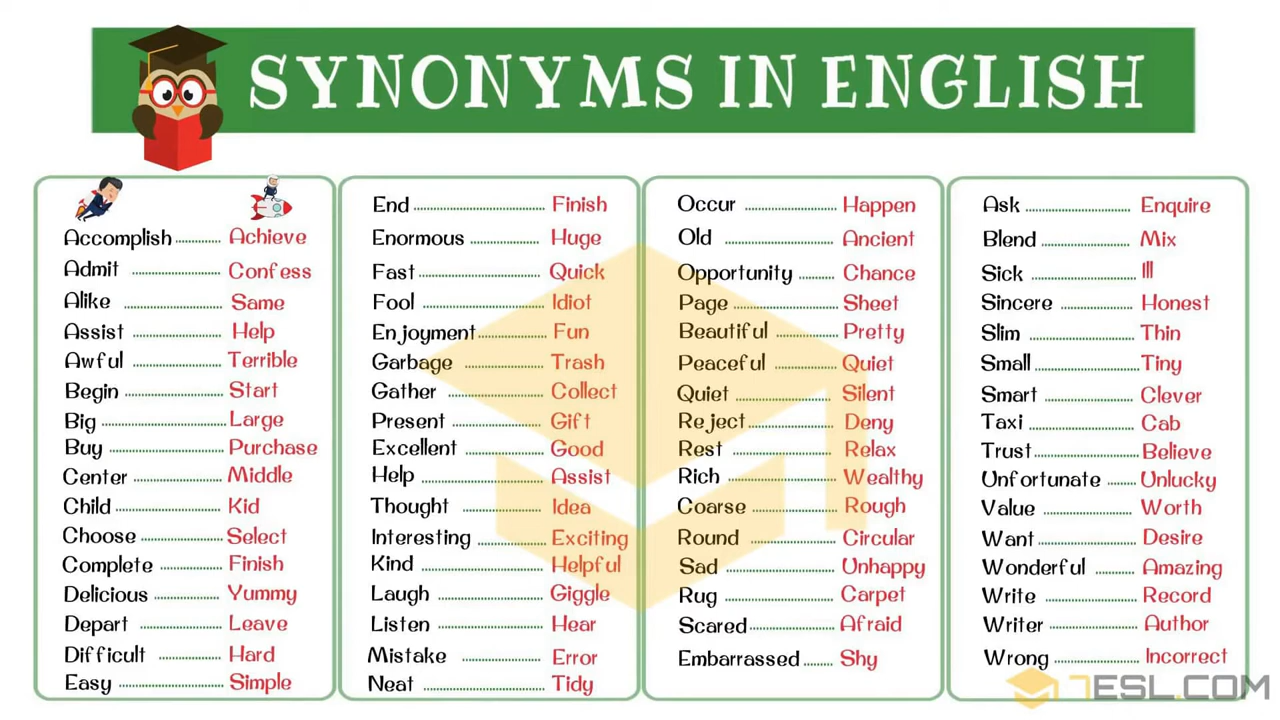 SYNONYMS IN ENGLISH
Accomplish .......... Achieve
Admit .......... Confess
Alike .......... Same
Assist .......... Help
Awful .......... Terrible
Begin .......... Start
Big .......... Large
Buy .......... Purchase
Center .......... Middle
Child .......... Kid
Choose .......... Select
Complete .......... Finish
Delicious .......... Yummy
Depart .......... Leave
Difficult .......... Hard
Easy .......... Simple
End .......... Finish
Enormous .......... Huge
Fast .......... Quick
Fool .......... Idiot
Enjoyment .......... Fun
Garbage .......... Trash
Gather .......... Collect
Present .......... Gift
Excellent .......... Good
Help .......... Assist
Thought .......... Idea
Interesting .......... Exciting
Kind .......... Helpful
Laugh .......... Giggle
Listen .......... Hear
Mistake .......... Error
Neat .......... Tidy
Occur .......... Happen
Old .......... Ancient
Opportunity .......... Chance
Page .......... Sheet
Beautiful .......... Pretty
Peaceful .......... Quiet
Quiet .......... Silent
Reject .......... Deny
Rest .......... Relax
Rich .......... Wealthy
Coarse .......... Rough
Round .......... Circular
Sad .......... Unhappy
Rug .......... Carpet
Scared .......... Afraid
Embarrassed .......... Shy
Ask .......... Enquire
Blend .......... Mix
Sick .......... Ill
Sincere .......... Honest
Slim .......... Thin
Small .......... Tiny
Smart .......... Clever
Taxi .......... Cab
Trust .......... Believe
Unfortunate .......... Unlucky
Value .......... Worth
Want .......... Desire
Wonderful .......... Amazing
Write .......... Record
Writer .......... Author
Wrong .......... Incorrect
7ESL.COM